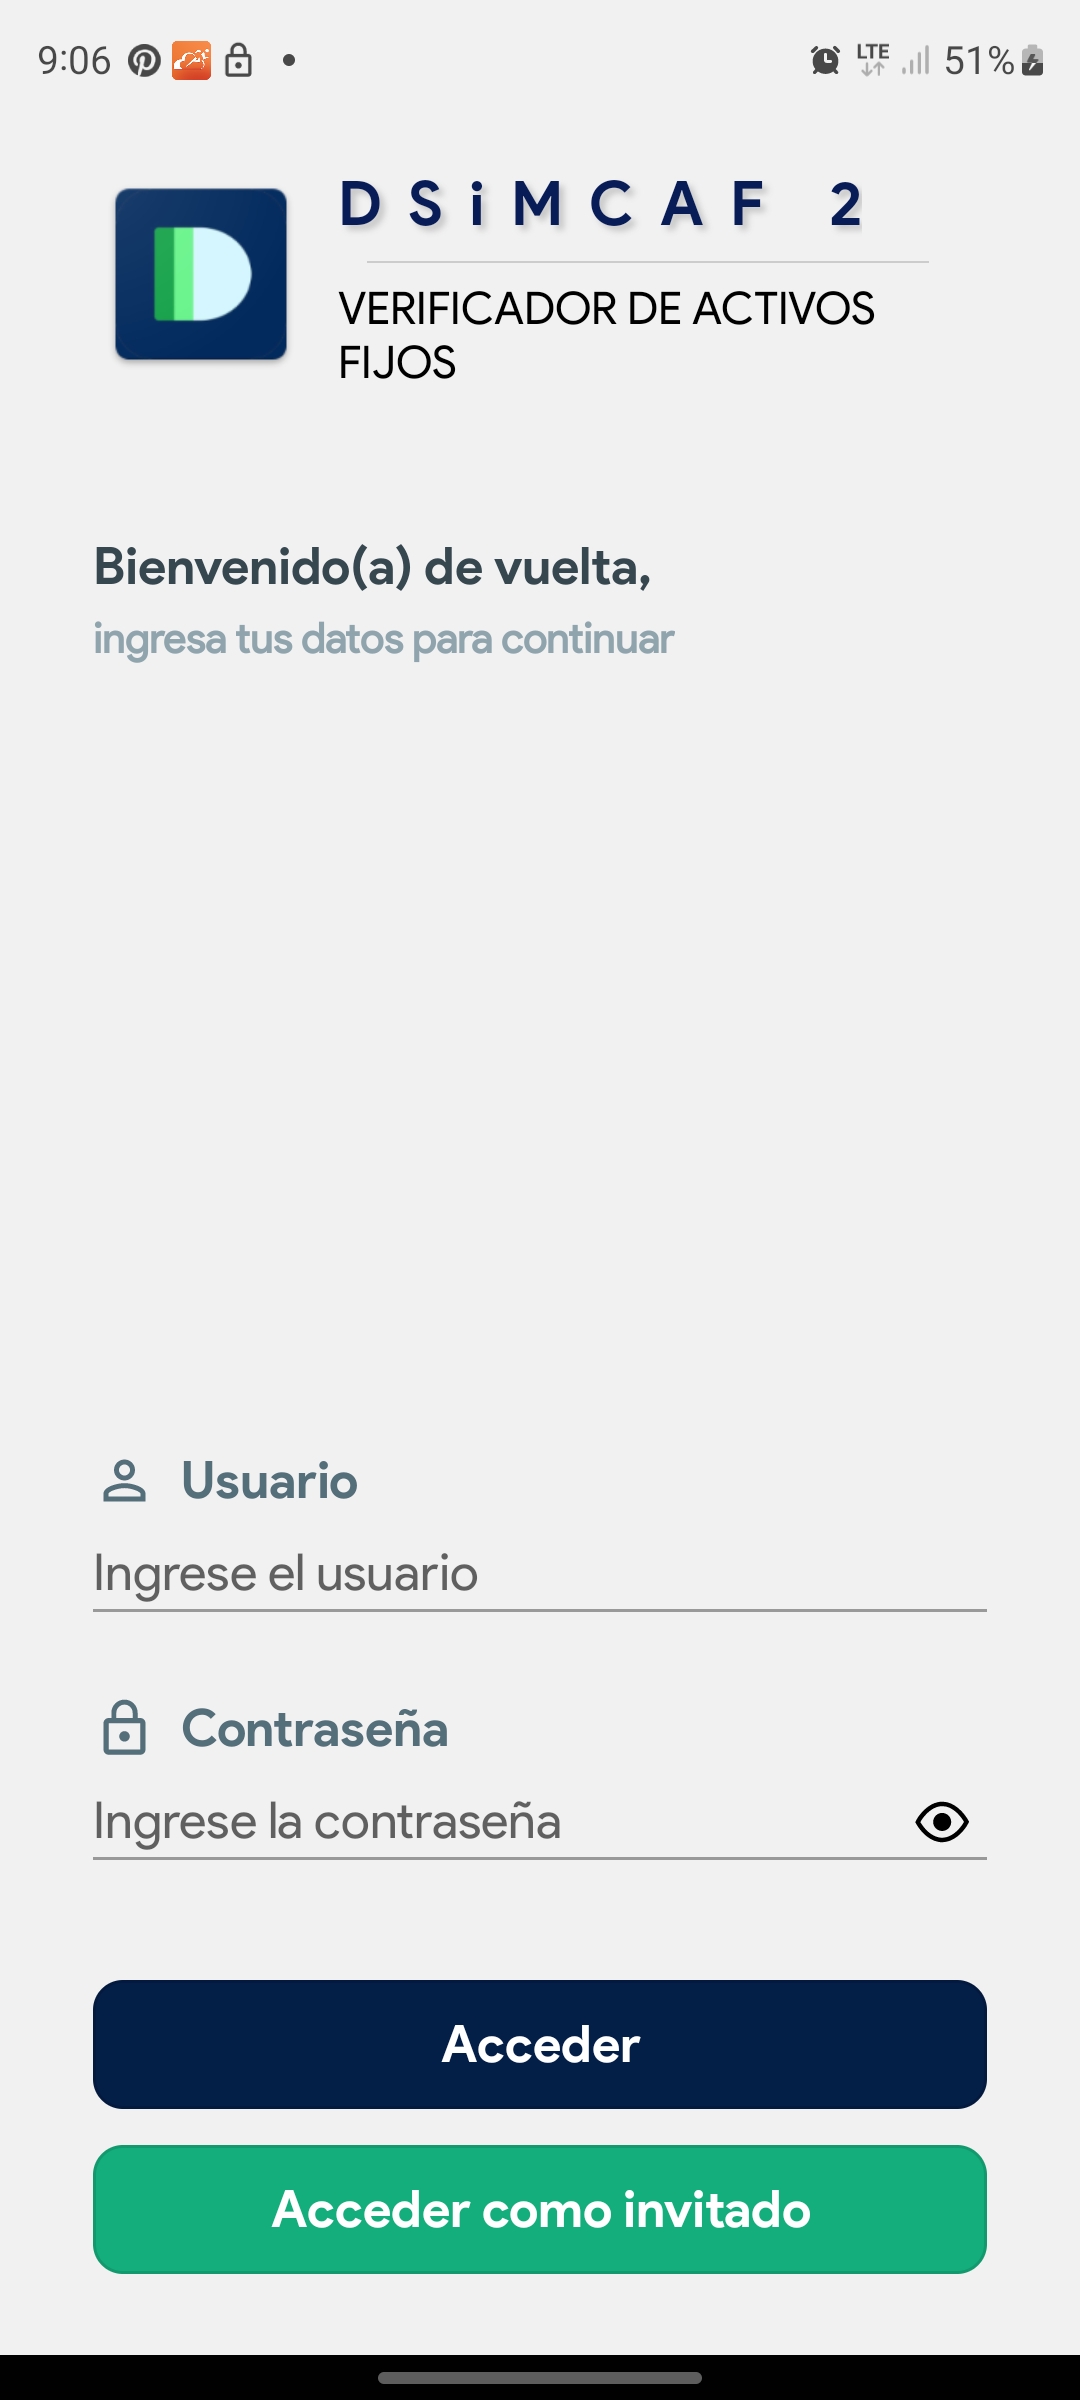 9:06
LTE
51%
DSiMCAF 2
VERIFICADOR DE ACTIVOS
FIJOS
Bienvenido(a) de vuelta,
ingresa tus datos para continuar
Usuario
Ingrese el usuario
Contraseña
Ingrese la contraseña
Acceder
Acceder como invitado